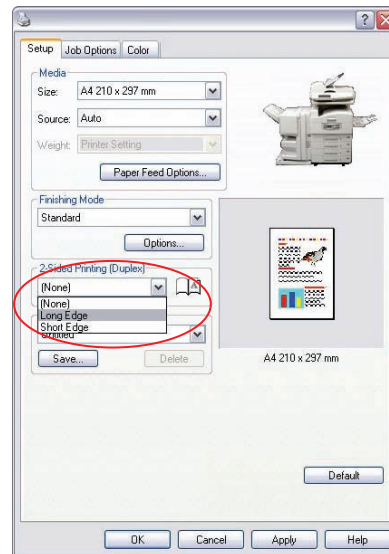 Setup Job Options Color
Media
Size: A4 210 x 297 mm
Source: Auto
Weight: Printer Setting
Paper Feed Options...
Finishing Mode
Standard
Options...
2-Sided Printing (Duplex)
(None)
(None)
Long Edge
Short Edge
Untitled
Save... Delete
A4 210 x 297 mm
Default
OK Cancel Apply Help